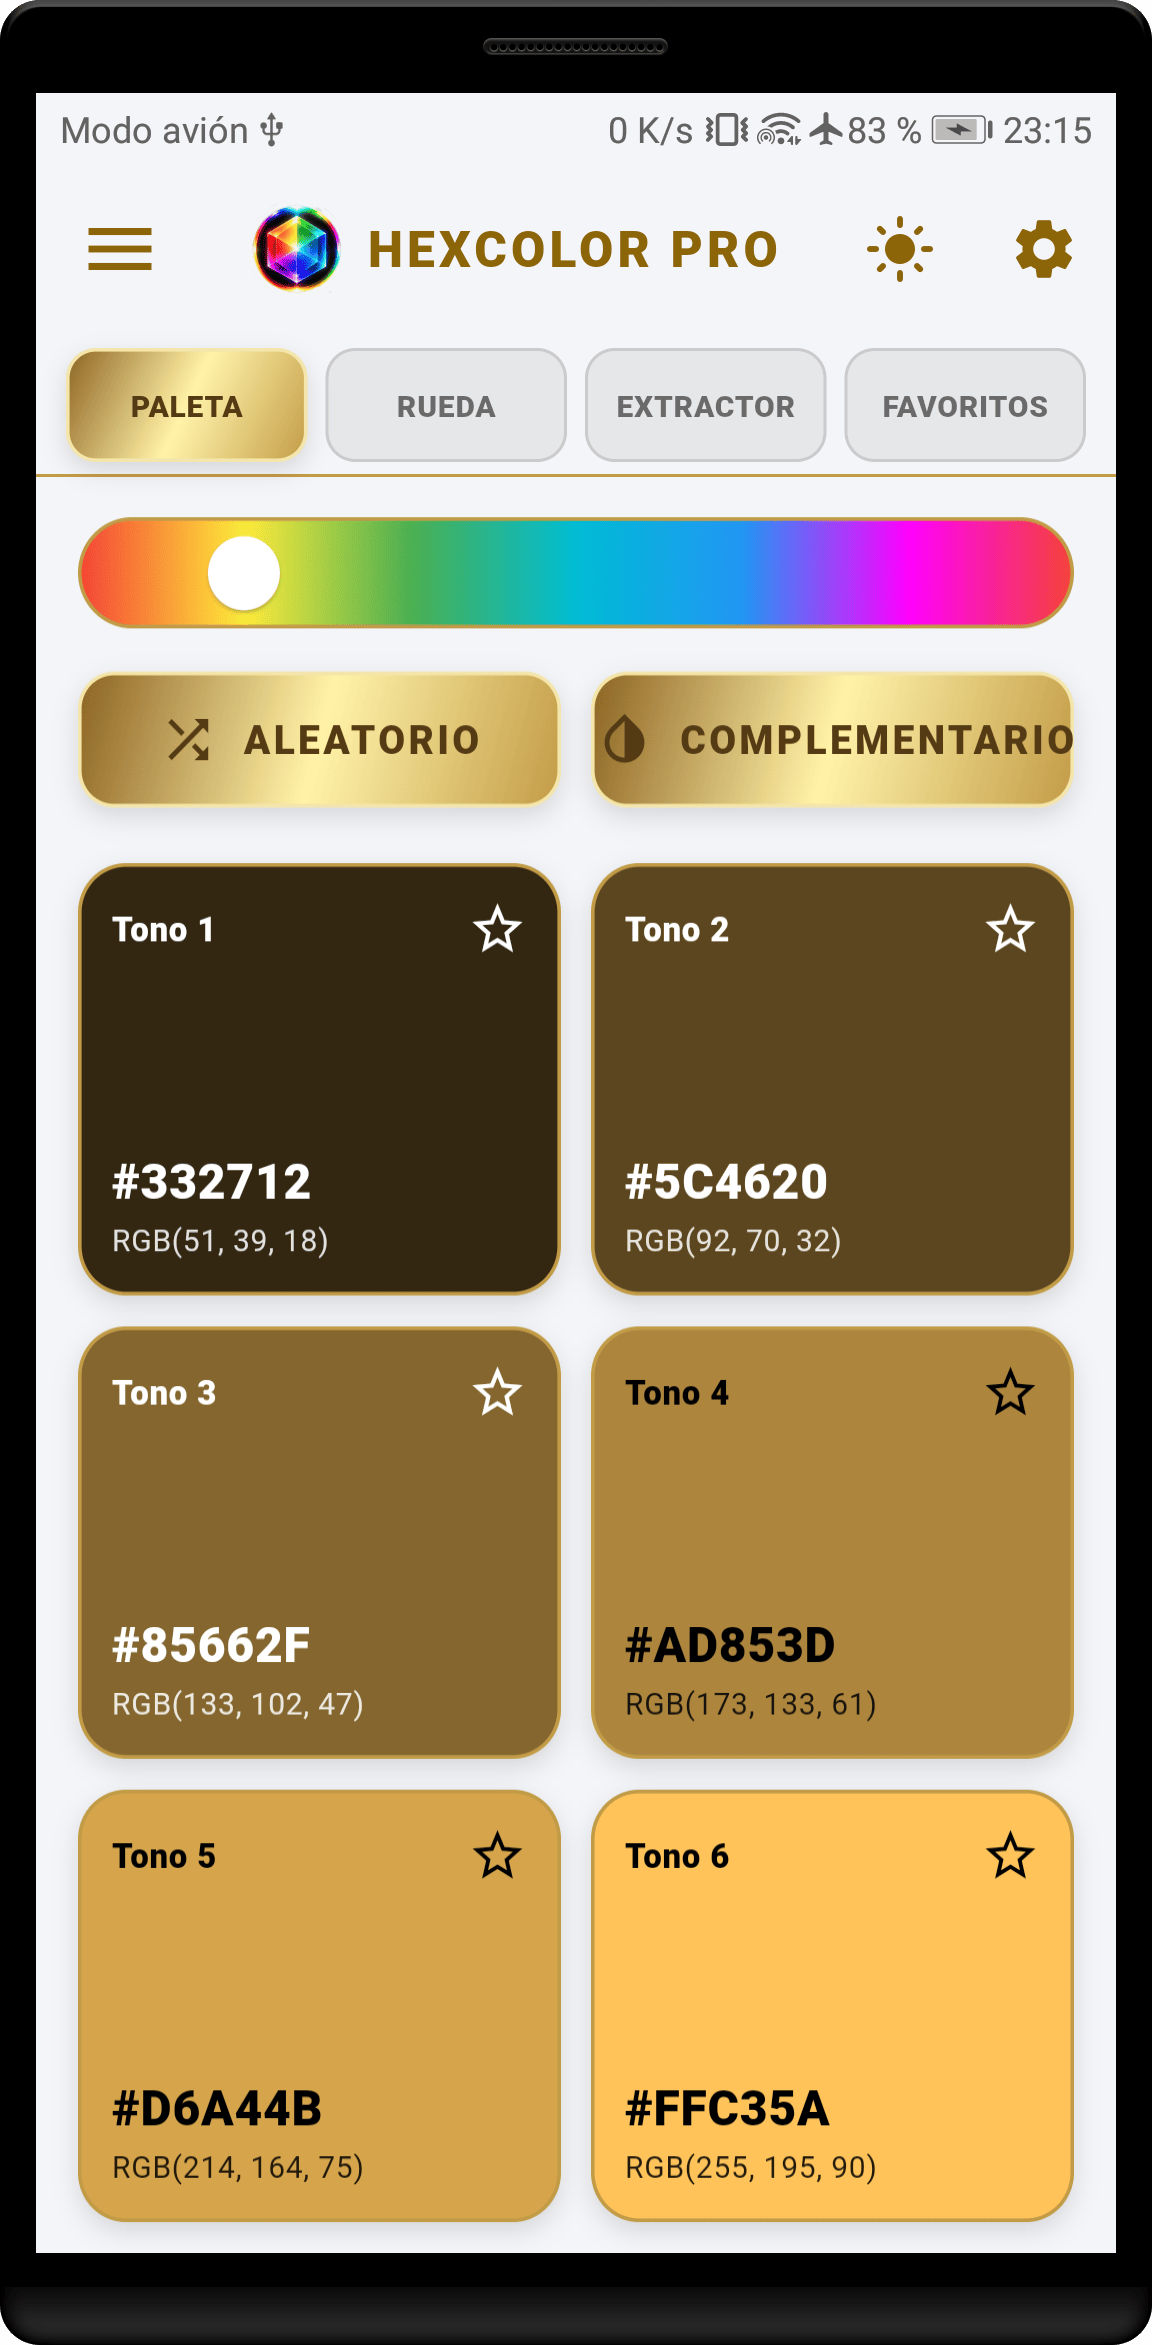 Modo avión 0 K/s 83 % 23:15
HEXCOLOR PRO
PALETA RUEDA EXTRACTOR FAVORITOS
ALEATORIO COMPLEMENTARIO
Tono 1 Tono 2
#332712 #5C4620
RGB(51, 39, 18) RGB(92, 70, 32)
Tono 3 Tono 4
#85662F #AD853D
RGB(133, 102, 47) RGB(173, 133, 61)
Tono 5 Tono 6
#D6A44B #FFC35A
RGB(214, 164, 75) RGB(255, 195, 90)